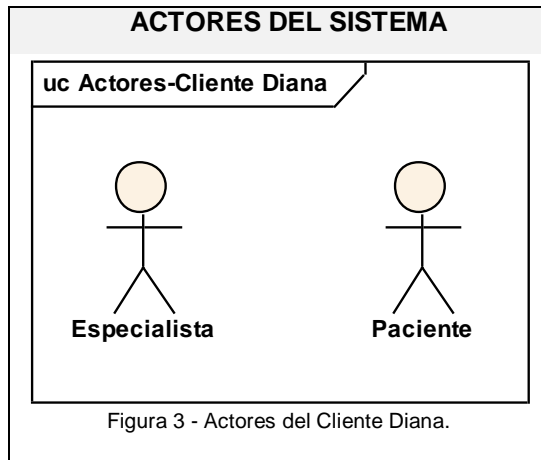 ACTORES DEL SISTEMA
uc Actores-Cliente Diana
Especialista Paciente
Figura 3 - Actores del Cliente Diana.